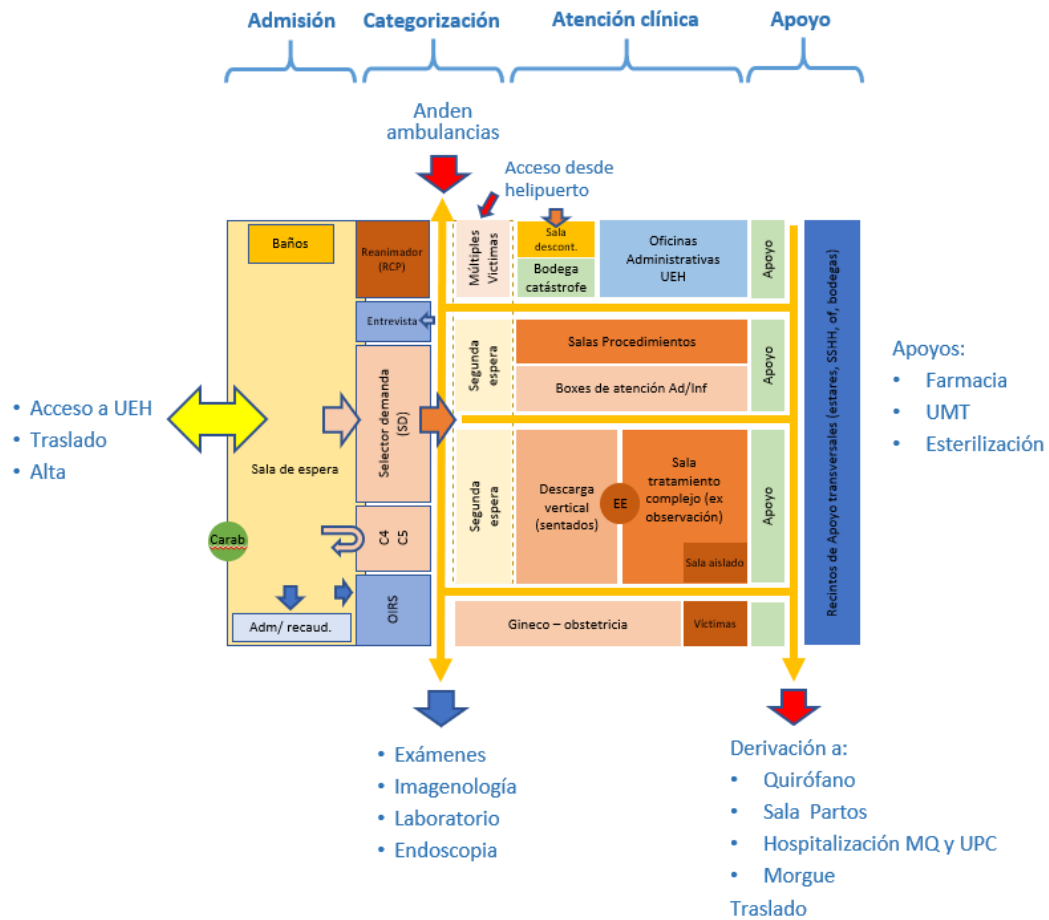 Admisión
Categorización
Atención clínica
Apoyo
Anden
ambulancias
Acceso desde
helipuerto
Baños
Reanimador
(RCP)
Múltiples
Victimas
Sala
descont.
Bodega
catástrofe
Oficinas
Administrativas
UEH
Apoyo
Recintos de Apoyo transversales (estares, SSHH, of, bodegas)
Entrevista
Segunda
espera
Salas Procedimientos
Boxes de atención Ad/Inf
Apoyo
Apoyos:
• Farmacia
• UMT
• Esterilización
• Acceso a UEH
• Traslado
• Alta
Sala de espera
Selector demanda
(SD)
Segunda
espera
Descarga
vertical
(sentados)
EE
Sala
tratamiento
complejo (ex
observación)
Sala aislado
Apoyo
Carab
C4
C5
Adm/ recaud.
OIRS
Gineco – obstetricia
Víctimas
• Exámenes
• Imagenología
• Laboratorio
• Endoscopia
Derivación a:
• Quirófano
• Sala Partos
• Hospitalización MQ y UPC
• Morgue
Traslado